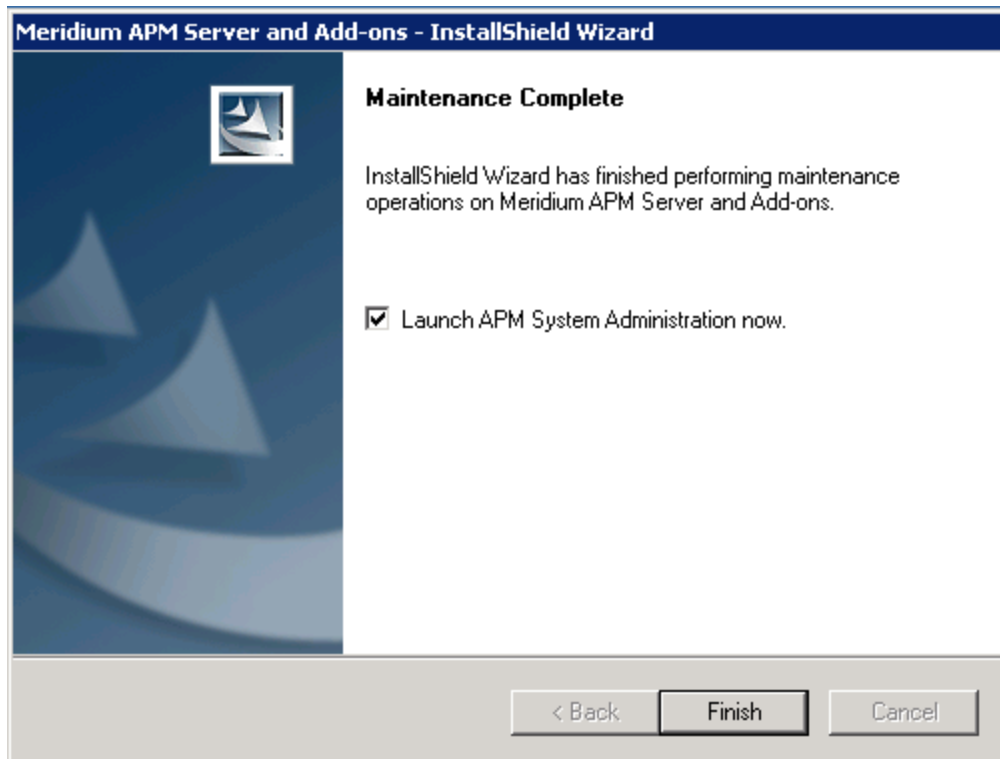 Meridium APM Server and Add-ons - InstallShield Wizard
Maintenance Complete
InstallShield Wizard has finished performing maintenance
operations on Meridium APM Server and Add-ons.
Launch APM System Administration now.
< Back
Finish
Cancel